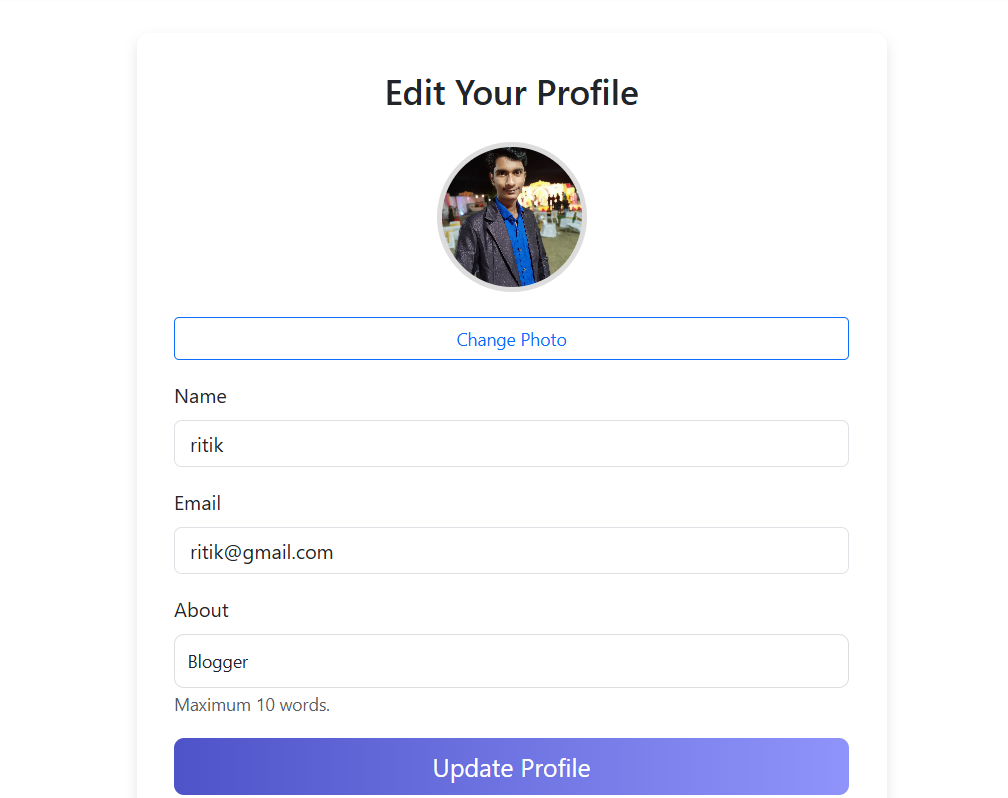 Edit Your Profile
Change Photo
Name
ritik
Email
ritik@gmail.com
About
Blogger
Maximum 10 words.
Update Profile